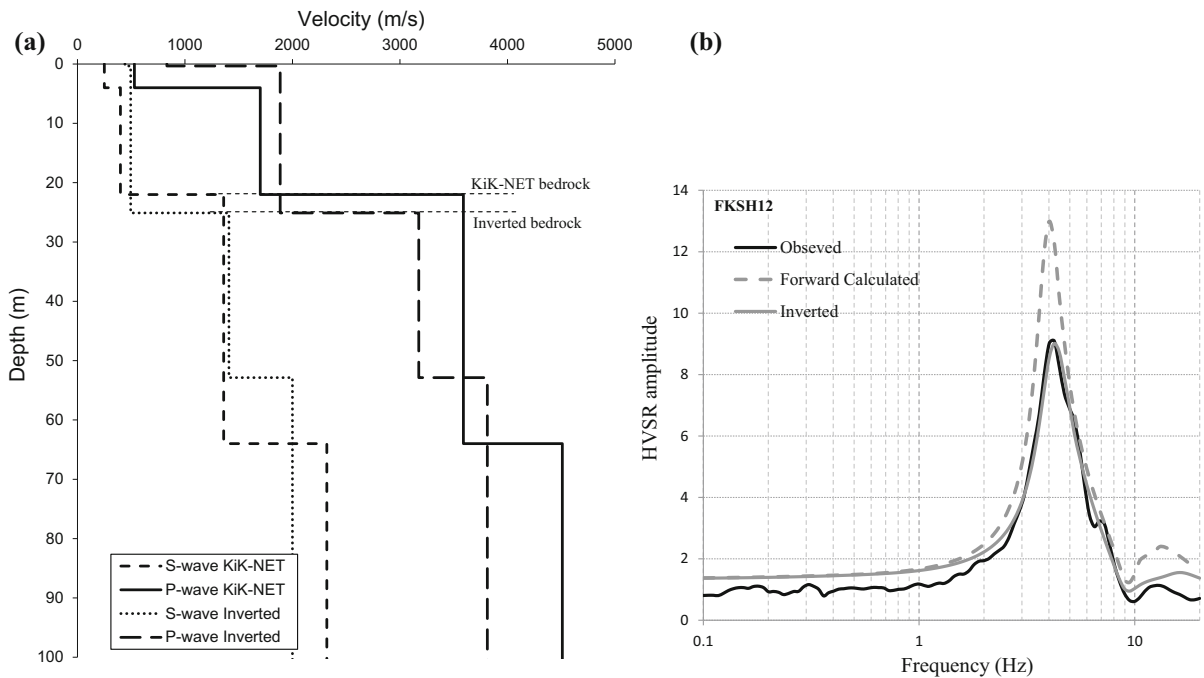 (a)
Velocity (m/s)
0 1000 2000 3000 4000 5000
0
10
20
30
40
50
60
70
80
90
100
Depth (m)
KiK-NET bedrock
Inverted bedrock
S-wave KiK-NET
P-wave KiK-NET
S-wave Inverted
P-wave Inverted
(b)
14
12
10
8
6
4
2
0
HVSR amplitude
FKSH12
Obseved
Forward Calculated
Inverted
0.1 1 10
Frequency (Hz)